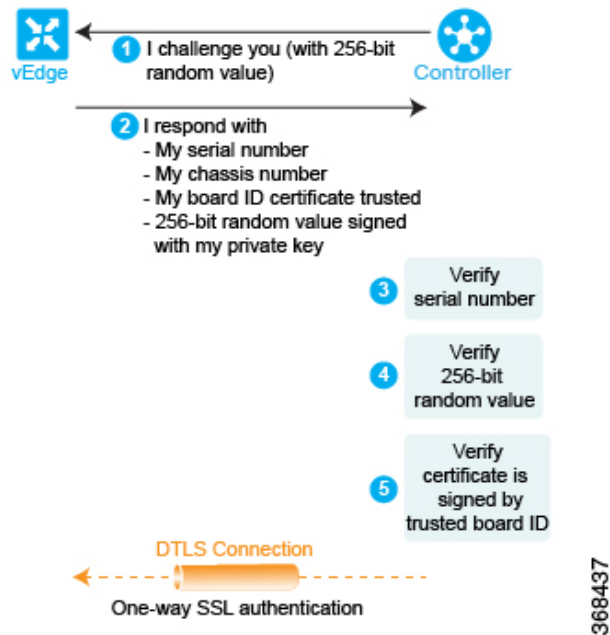 vEdge
Controller
1 I challenge you (with 256-bit
random value)
2 I respond with
- My serial number
- My chassis number
- My board ID certificate trusted
- 256-bit random value signed
with my private key
3 Verify
serial number
4 Verify
256-bit
random value
5 Verify
certificate is
signed by
trusted board ID
DTLS Connection
One-way SSL authentication
368437